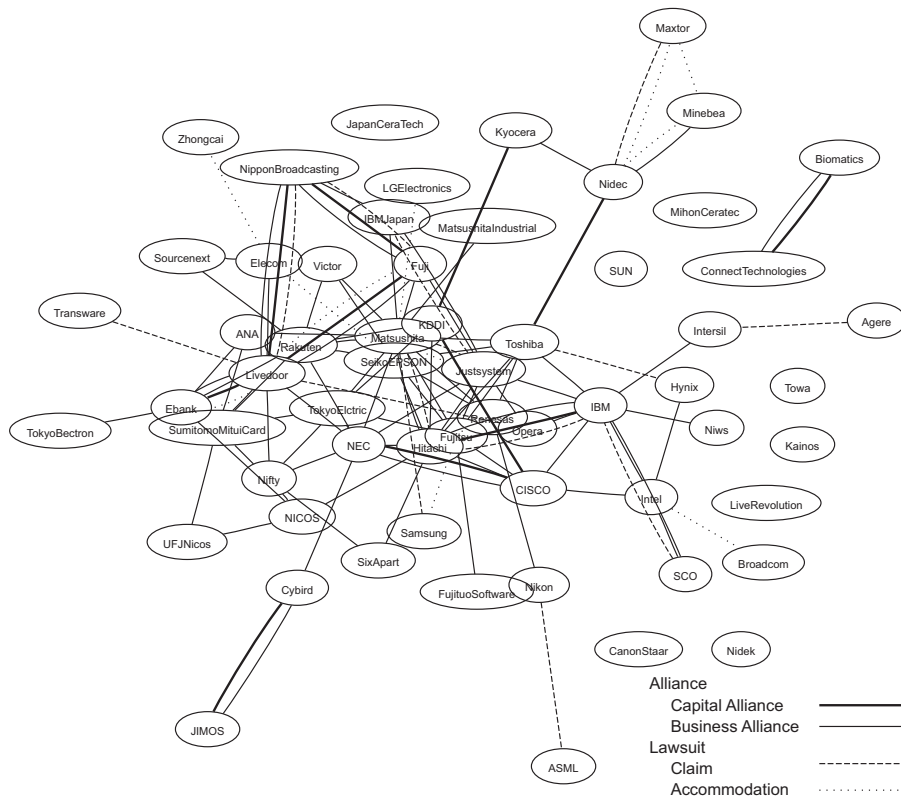 Maxtor
Minebea
JapanCeraTech
Kyocera
Zhongcai
Biomatics
NipponBroadcasting
Nidec
LGElectronics
MihonCeratec
IBMJapan
MatsushitaIndustrial
Sourcenext
Elecom
Victor
Fuji
SUN
ConnectTechnologies
Transware
ANA
KDDI
Intersil
Agere
Rakuten
Matsushita
Toshiba
SeikoEPSON
Livedoor
Justsystem
Hynix
Towa
Ebank
TokyoElctric
IBM
TokyoBectron
SumitomoMituiCard
Renesas
Opera
Niws
NEC
Hitachi
Fujitsu
Kainos
Nifty
CISCO
Intel
LiveRevolution
NICOS
UFJNicos
Samsung
SixApart
Broadcom
Cybird
FujituoSoftware
Nikon
SCO
CanonStaar
Nidek
Alliance
Capital Alliance
JIMOS
Business Alliance
Lawsuit
ASML
Claim
Accommodation